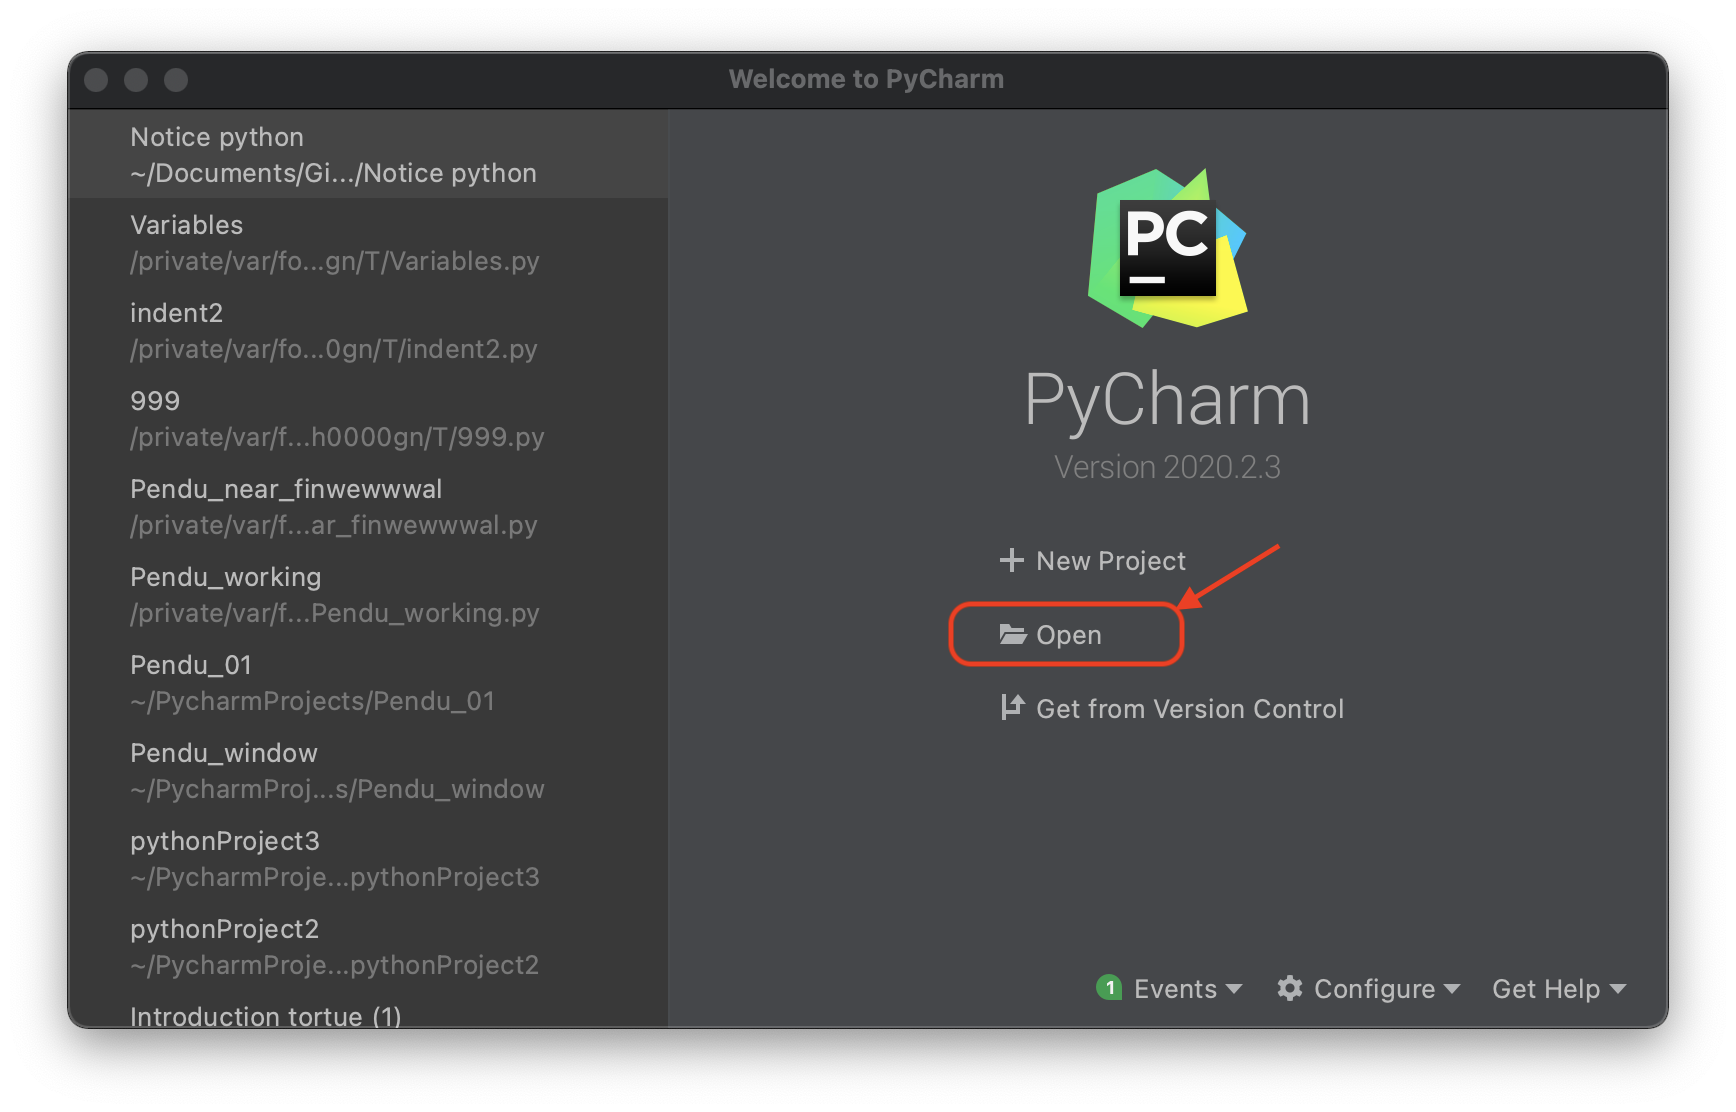 Welcome to PyCharm
Notice python
~/Documents/Gi.../Notice python
Variables
/private/var/fo...gn/T/Variables.py
indent2
/private/var/fo...0gn/T/indent2.py
999
/private/var/f...h0000gn/T/999.py
Pendu_near_finwewwwal
/private/var/f...ar_finwewwwal.py
Pendu_working
/private/var/f...Pendu_working.py
Pendu_01
~/PycharmProjects/Pendu_01
Pendu_window
~/PycharmProj...s/Pendu_window
pythonProject3
~/PycharmProje...pythonProject3
pythonProject2
~/PycharmProje...pythonProject2
Introduction tortue (1)
PC
PyCharm
Version 2020.2.3
New Project
Open
Get from Version Control
1 Events Configure Get Help